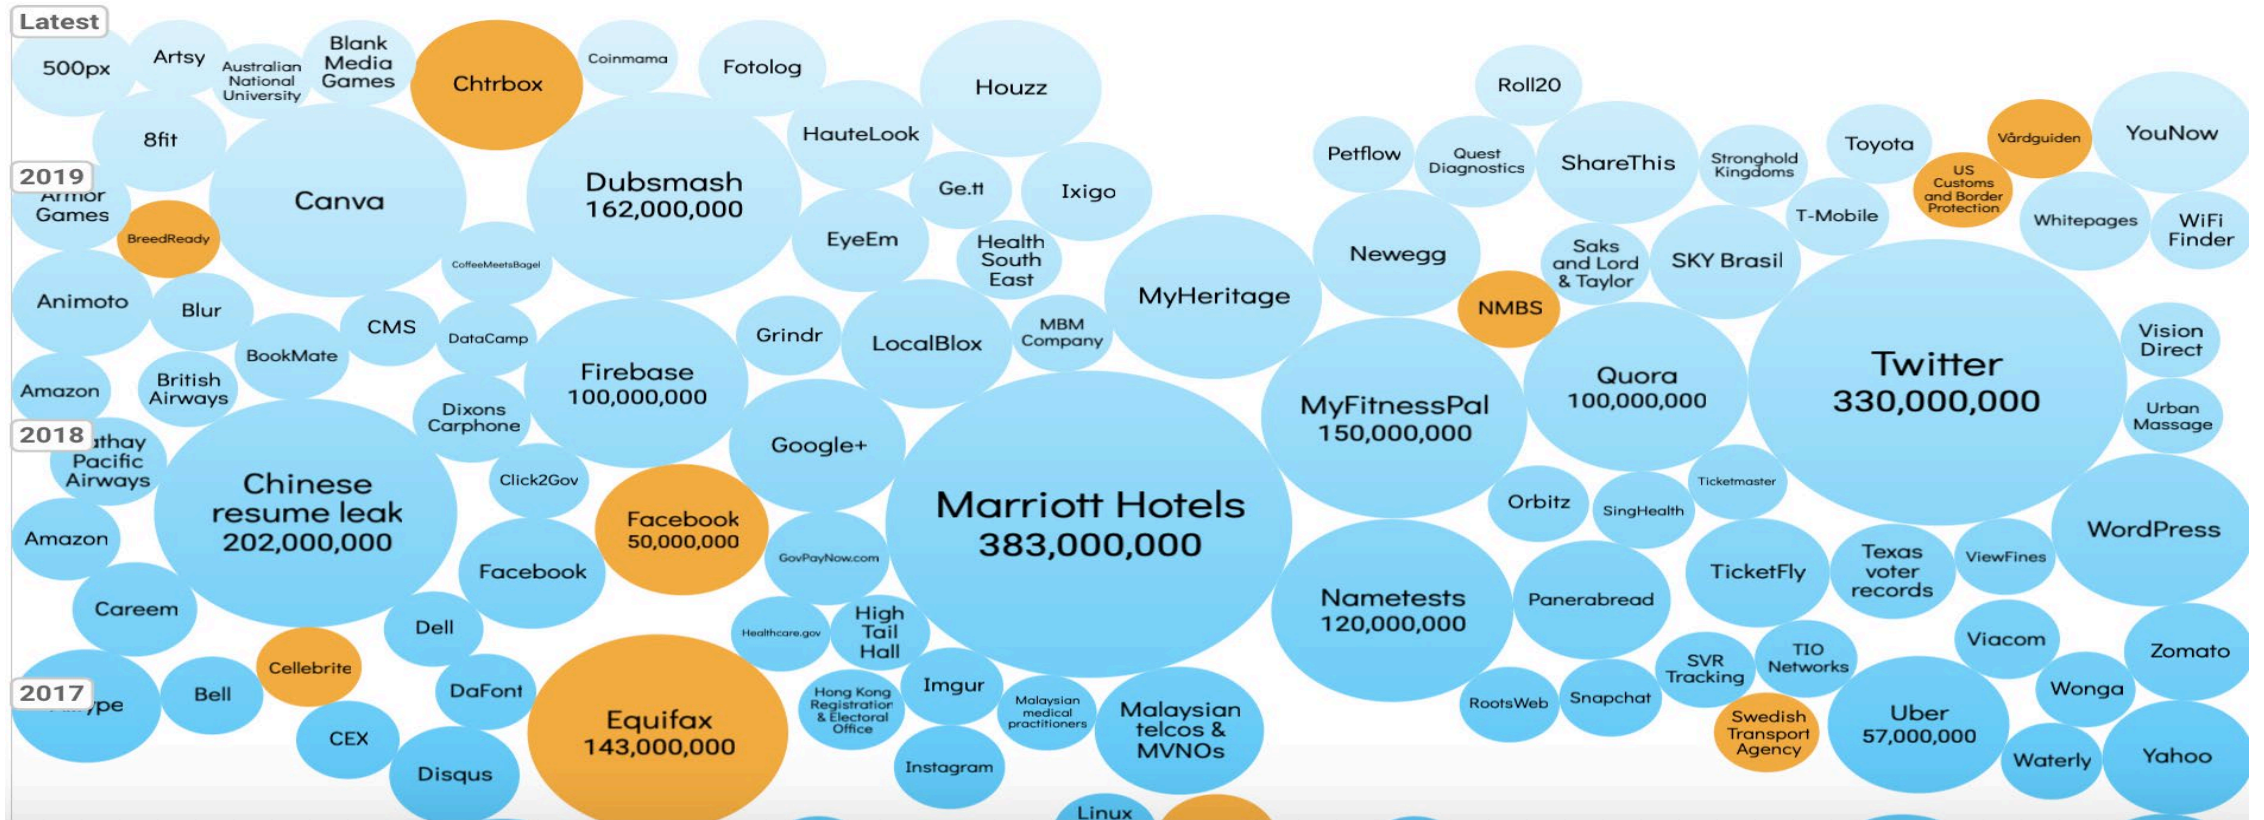 Latest
500px
Artsy
Australian
National
University
Blank
Media
Games
Chtrbox
Coinmama
Fotolog
Houzz
Roll20
8fit
HauteLook
Petflow
Quest
Diagnostics
ShareThis
Stronghold
Kingdoms
Toyota
Vårdguiden
YouNow
2019
Armor
Games
Canva
Dubsmash
162,000,000
Ge.tt
Ixigo
US
Customs
and Border
Protection
T-Mobile
Whitepages
WiFi
Finder
BreedReady
CoffeeMeetsBagel
EyeEm
Health
South
East
Newegg
Saks
and Lord
& Taylor
SKY Brasil
Animoto
Blur
CMS
DataCamp
Grindr
LocalBlox
MBM
Company
MyHeritage
NMBS
Vision
Direct
BookMate
Amazon
British
Airways
Firebase
100,000,000
Quora
100,000,000
Twitter
330,000,000
Dixons
Carphone
MyFitnessPal
150,000,000
Urban
Massage
2018
Pacific
Airways
Google+
Chinese
resume leak
202,000,000
Click2Gov
Marriott Hotels
383,000,000
Orbitz
SingHealth
Ticketmaster
Facebook
50,000,000
WordPress
Amazon
Facebook
GovPayNow.com
TicketFly
Texas
voter
records
ViewFines
Careem
Nametests
120,000,000
Panerabread
Dell
Healthcare.gov
High
Tail
Hall
Viacom
Zomato
Cellebrite
SVR
Tracking
TIO
Networks
2017
Bell
DaFont
Hong Kong
Registration
& Electoral
Office
Imgur
Malaysian
medical
practitioners
Malaysian
telcos &
MVNOs
RootsWeb
Snapchat
Wonga
CEX
Equifax
143,000,000
Swedish
Transport
Agency
Uber
57,000,000
Disqus
Instagram
Waterly
Yahoo
Linux